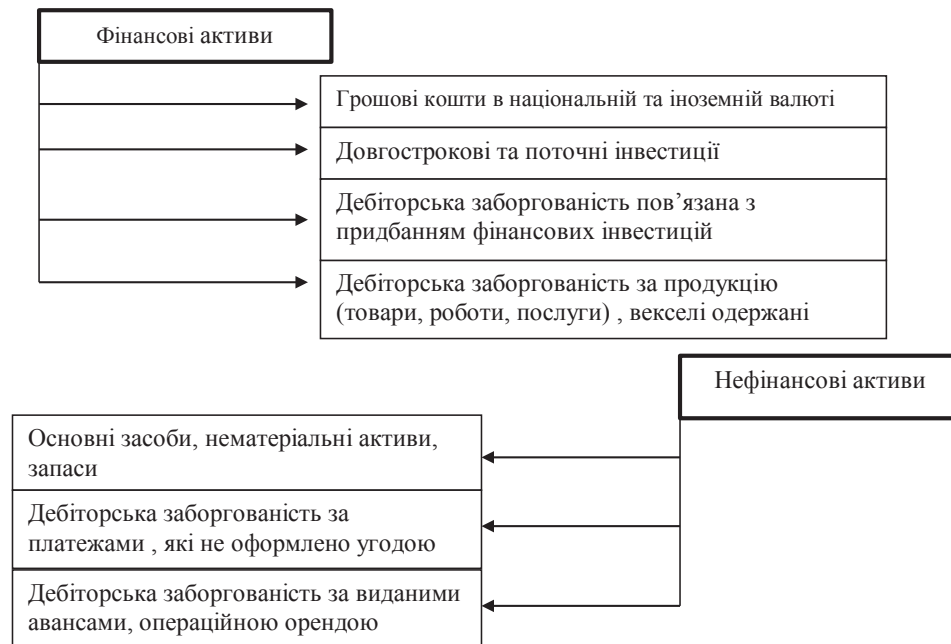 Фінансові активи
Грошові кошти в національній та іноземній валюті
Довгострокові та поточні інвестиції
Дебіторська заборгованість пов’язана з
придбанням фінансових інвестицій
Дебіторська заборгованість за продукцію
(товари, роботи, послуги) , векселі одержані
Нефінансові активи
Основні засоби, нематеріальні активи,
запаси
Дебіторська заборгованість за
платежами , які не оформлено угодою
Дебіторська заборгованість за виданими
авансами, операційною орендою